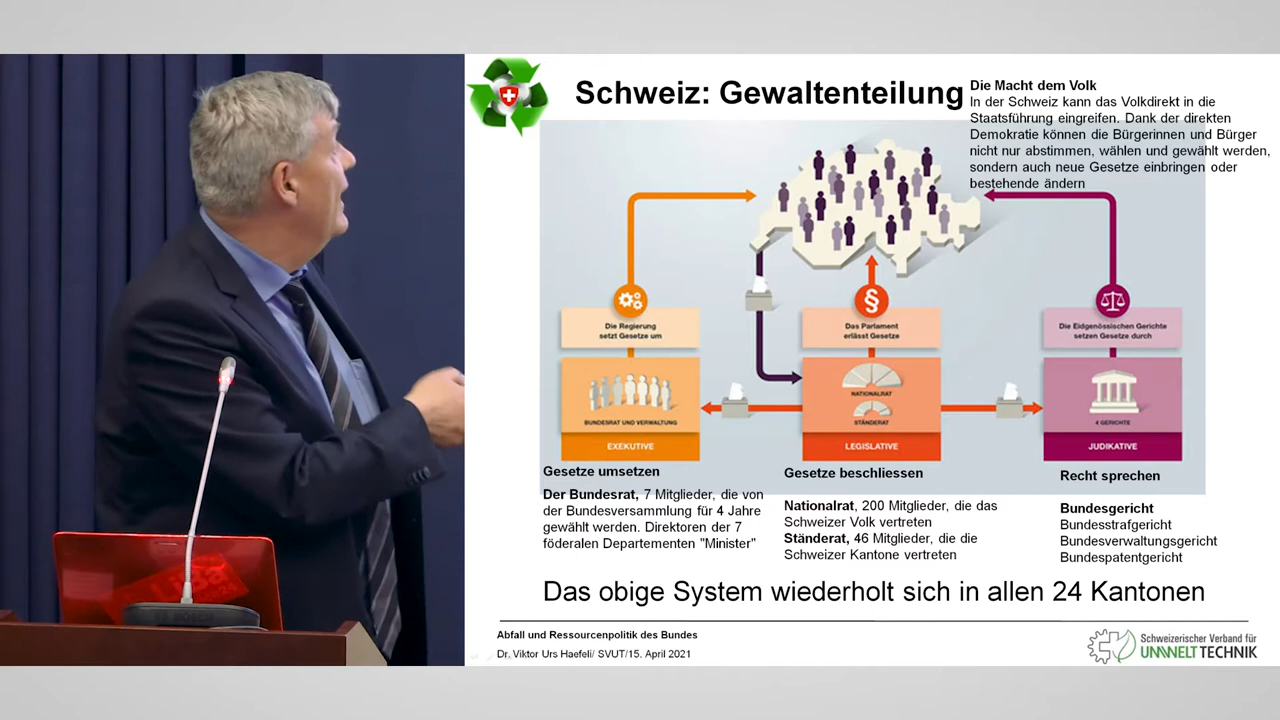 Schweiz: Gewaltenteilung
Die Macht dem Volk
In der Schweiz kann das Volkdirekt in die
Staatsführung eingreifen. Dank der direkten
Demokratie können die Bürgerinnen und Bürger
nicht nur abstimmen, wählen und gewählt werden,
sondern auch neue Gesetze einbringen oder
bestehende ändern
Die Regierung
setzt Gesetze um
BUNDESRAT UND VERWALTUNG
EXEKUTIVE
§
Das Parlament
erlässt Gesetze
NATIONALRAT
STÄNDERAT
LEGISLATIVE
Die Eidgenössischen Gerichte
setzen Gesetze durch
4 GERICHTE
JUDIKATIVE
Gesetze umsetzen
Der Bundesrat, 7 Mitglieder, die von
der Bundesversammlung für 4 Jahre
gewählt werden. Direktoren der 7
föderalen Departementen "Minister"
Gesetze beschliessen
Nationalrat, 200 Mitglieder, die das
Schweizer Volk vertreten
Ständerat, 46 Mitglieder, die die
Schweizer Kantone vertreten
Recht sprechen
Bundesgericht
Bundesstrafgericht
Bundesverwaltungsgericht
Bundespatentgericht
Das obige System wiederholt sich in allen 24 Kantonen
Abfall und Ressourcenpolitik des Bundes
Dr. Viktor Urs Haefeli/ SVUT/15. April 2021
Schweizerischer Verband für
UMWELT TECHNIK